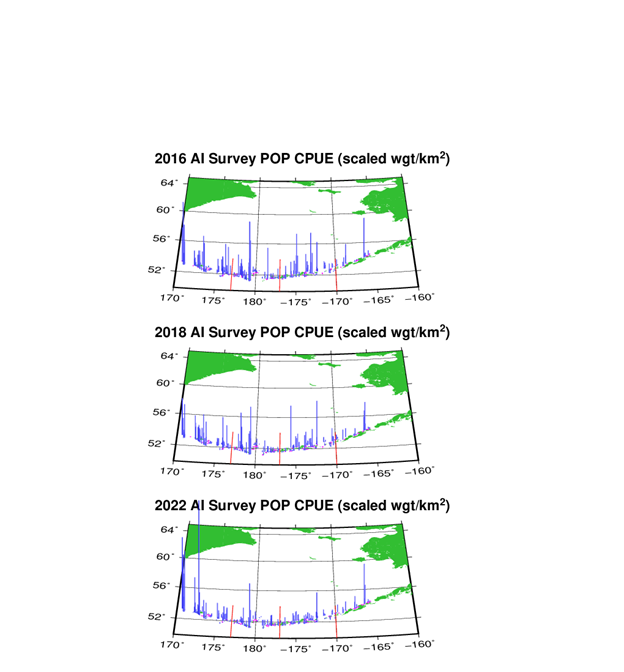 2016 AI Survey POP CPUE (scaled wgt/km²)
64˚
60˚
56˚
52˚
170˚ 175˚ 180˚ −175˚ −170˚ −165˚ −160˚
2018 AI Survey POP CPUE (scaled wgt/km²)
64˚
60˚
56˚
52˚
170˚ 175˚ 180˚ −175˚ −170˚ −165˚ −160˚
2022 AI Survey POP CPUE (scaled wgt/km²)
64˚
60˚
56˚
52˚
170˚ 175˚ 180˚ −175˚ −170˚ −165˚ −160˚